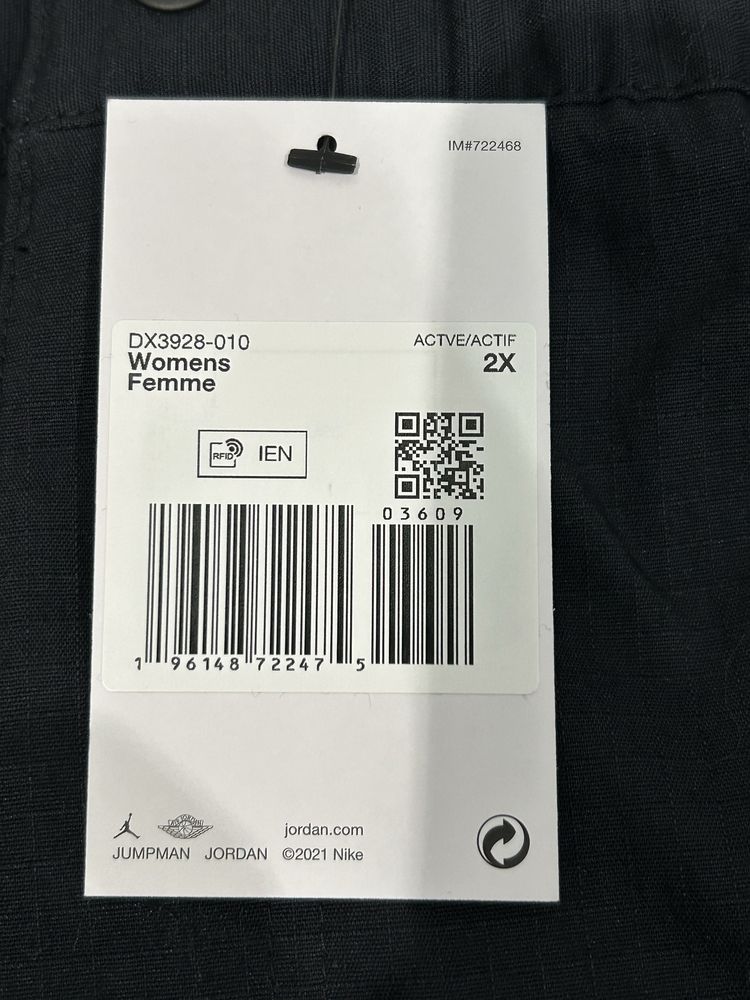 IM#722468
DX3928-010
ACTVE/ACTIF
Womens
2X
Femme
RFID IEN
03609
1 96148 72247 5
jordan.com
JUMPMAN JORDAN ©2021 Nike